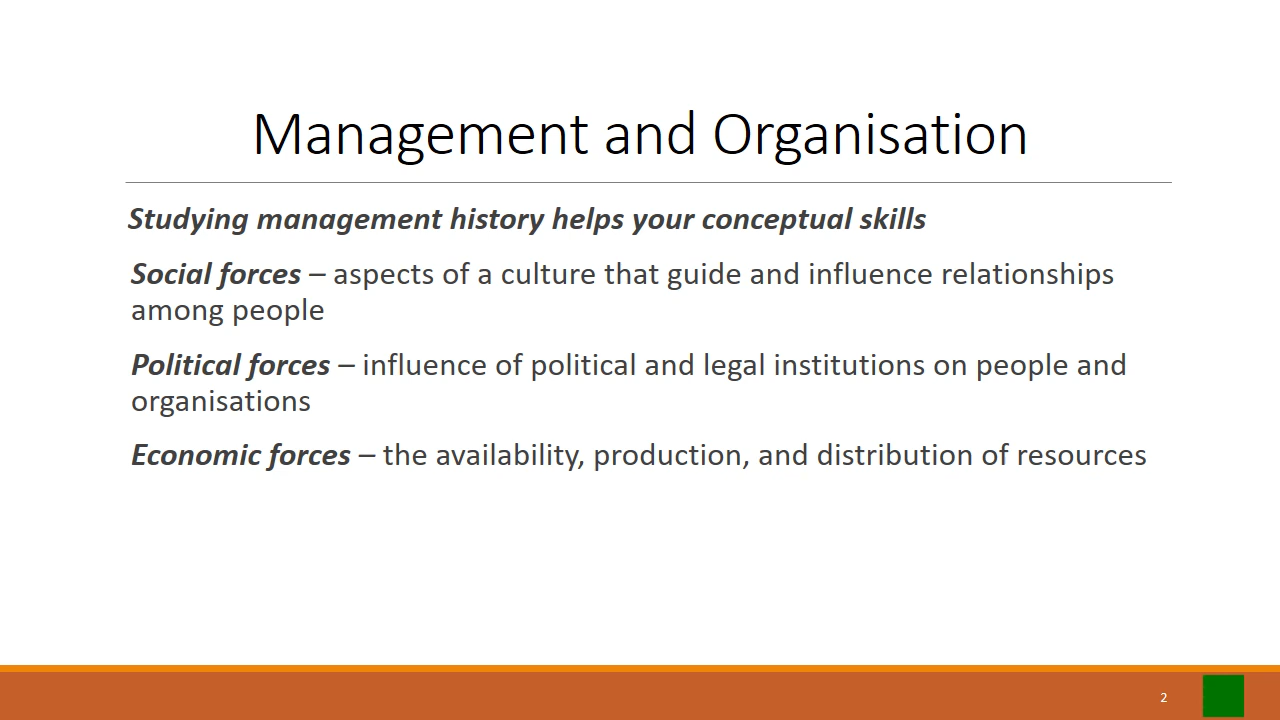 Management and Organisation
Studying management history helps your conceptual skills
Social forces – aspects of a culture that guide and influence relationships
among people
Political forces – influence of political and legal institutions on people and
organisations
Economic forces – the availability, production, and distribution of resources
2